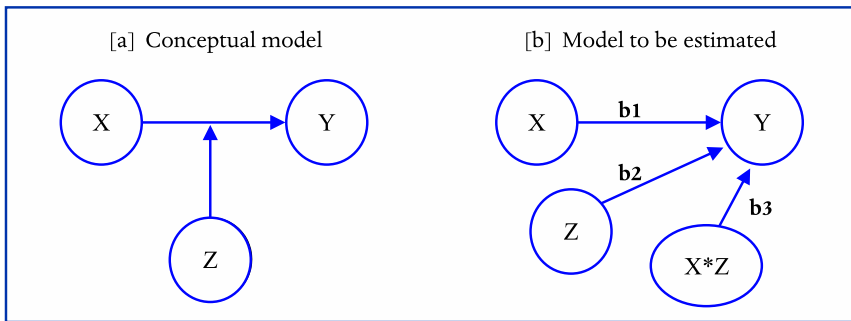 [a] Conceptual model
X
Y
Z
[b] Model to be estimated
X
b1
Y
b2
Z
b3
X*Z